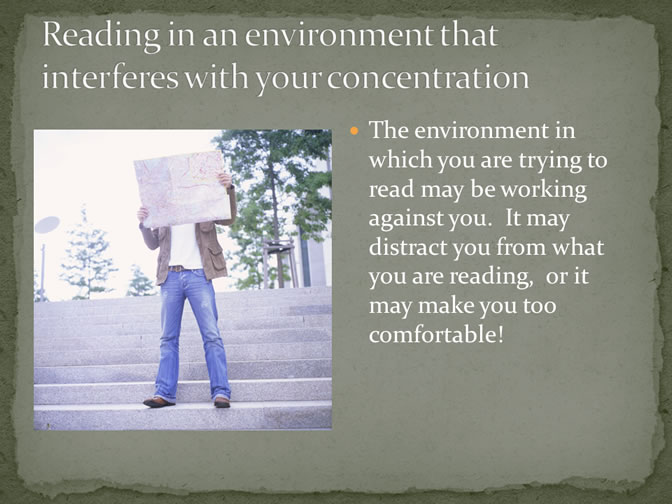 Reading in an environment that
interferes with your concentration
The environment in
which you are trying to
read may be working
against you.  It may
distract you from what
you are reading,  or it
may make you too
comfortable!